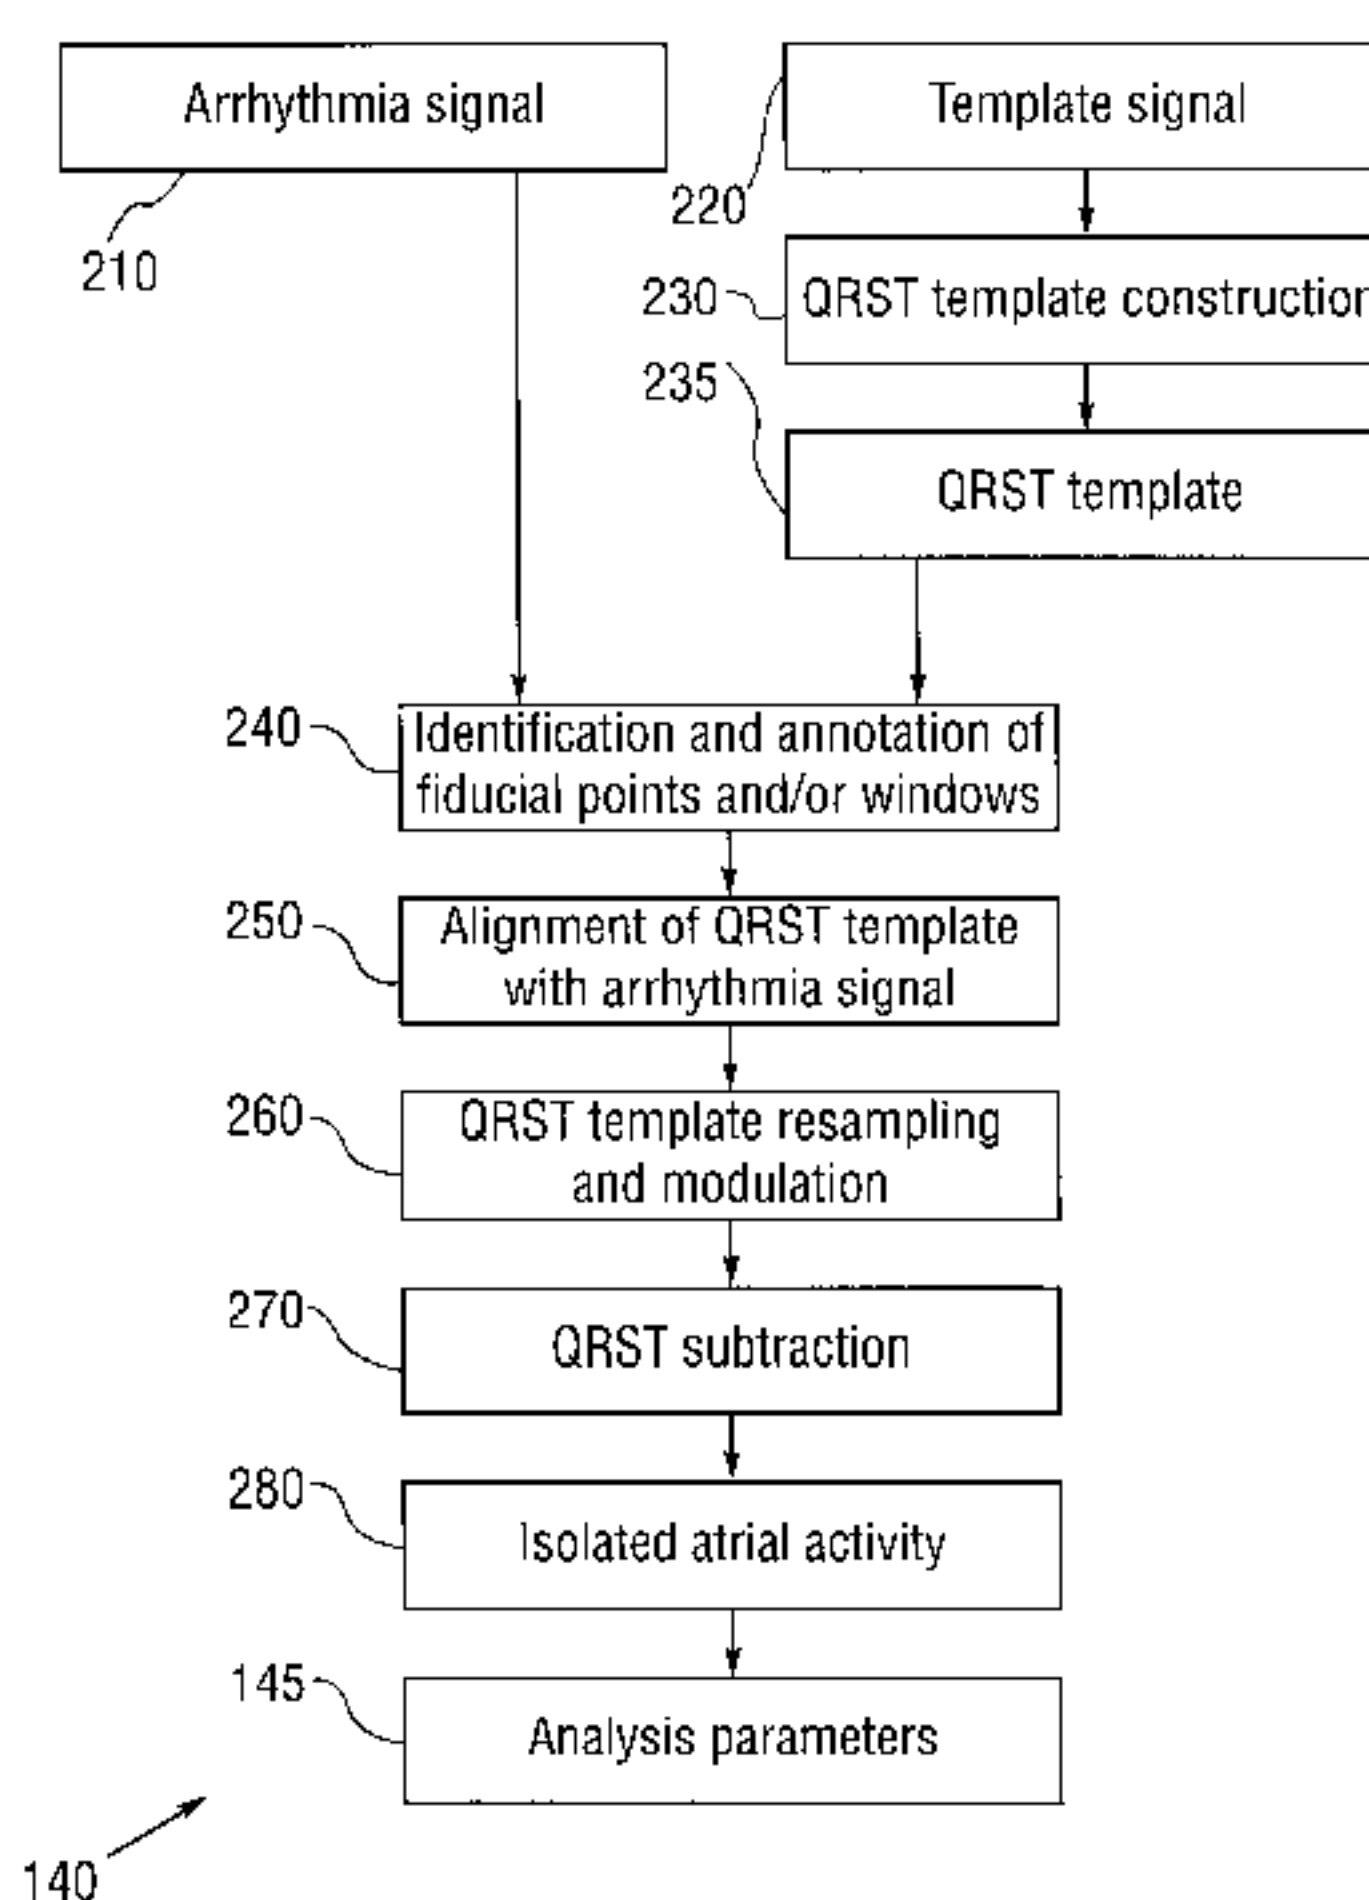 Arrhythmia signal
Template signal
220
210
230
QRST template construction
235
QRST template
240
Identification and annotation of
fiducial points and/or windows
250
Alignment of QRST template
with arrhythmia signal
260
QRST template resampling
and modulation
270
QRST subtraction
280
Isolated atrial activity
145
Analysis parameters
140